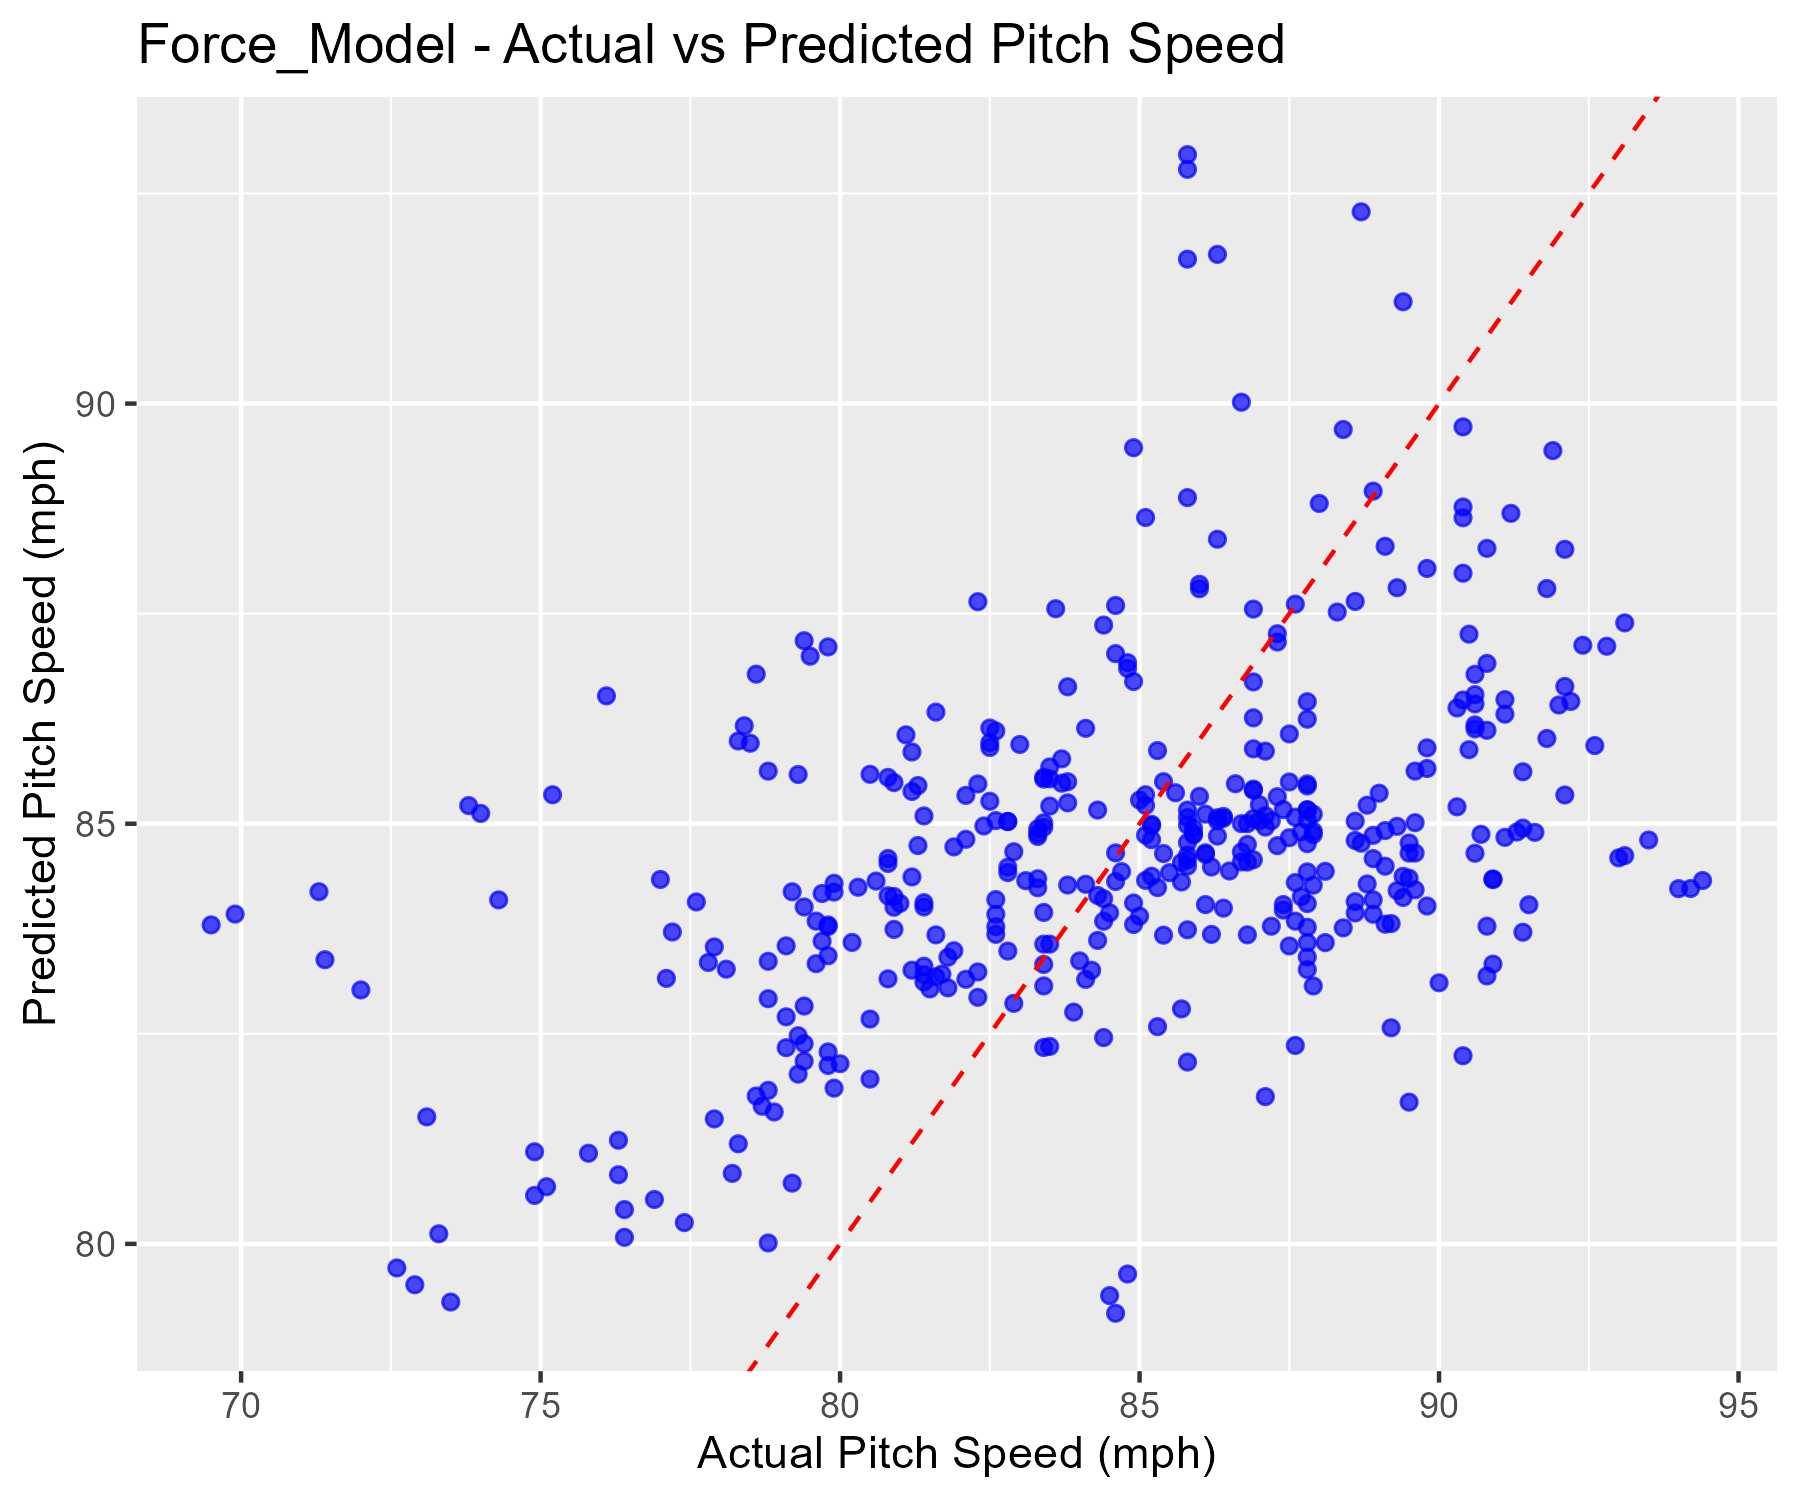 Force_Model - Actual vs Predicted Pitch Speed
Predicted Pitch Speed (mph)
90
85
80
70 75 80 85 90 95
Actual Pitch Speed (mph)